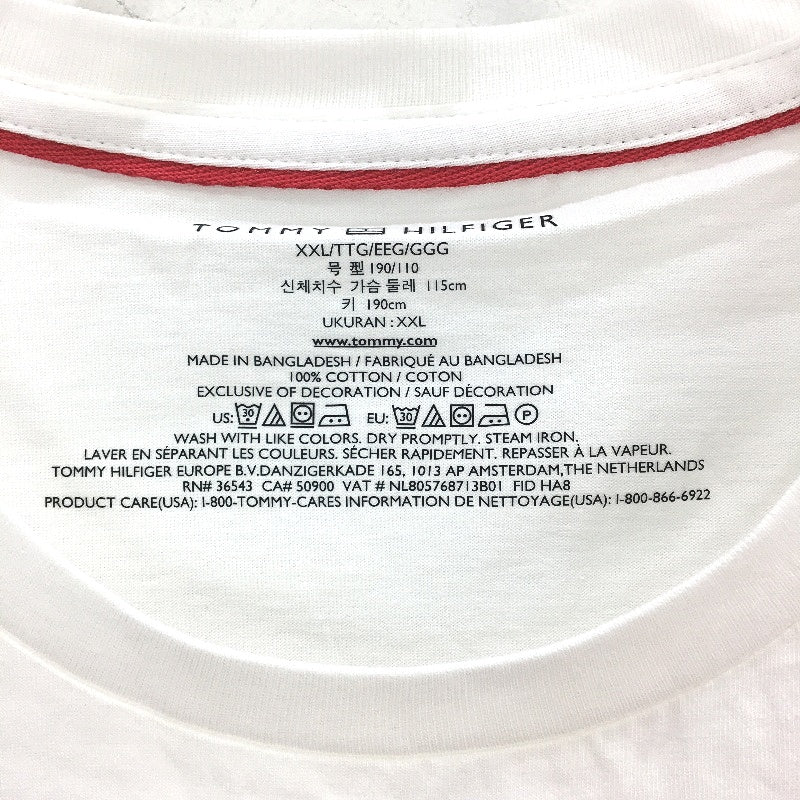 TOMMY HILFIGER
XXL/TTG/EEG/GGG
号 型 190/110
신체치수 가슴 둘레 115cm
키 190cm
UKURAN : XXL
www.tommy.com
MADE IN BANGLADESH / FABRIQUÉ AU BANGLADESH
100% COTTON / COTON
EXCLUSIVE OF DECORATION / SAUF DÉCORATION
US: 30 EU: 30 P
WASH WITH LIKE COLORS. DRY PROMPTLY. STEAM IRON.
LAVER EN SÉPARANT LES COULEURS. SÉCHER RAPIDEMENT. REPASSER À LA VAPEUR.
TOMMY HILFIGER EUROPE B.V. DANZIGERKADE 165, 1013 AP AMSTERDAM, THE NETHERLANDS
RN# 36543 CA# 50900 VAT # NL805768713B01 FID HA8
PRODUCT CARE(USA): 1-800-TOMMY-CARES INFORMATION DE NETTOYAGE(USA): 1-800-866-6922